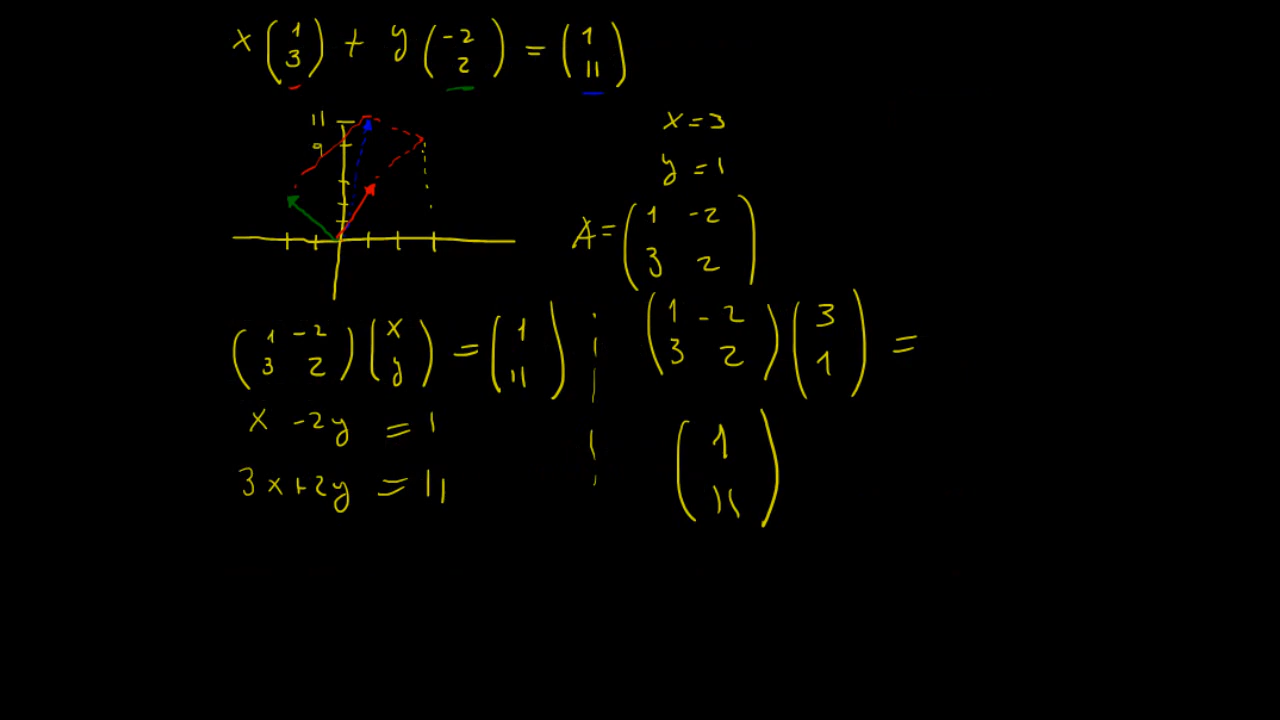 x (1 3) + y (-2 2) = (1 11)
11
9
x = 3
y = 1
A = (1 -2 3 2)
(1 -2 3 2) (x y) = (1 11)
(1 -2 3 2) (3 1) =
x - 2y = 1
3x + 2y = 11
(1 11)